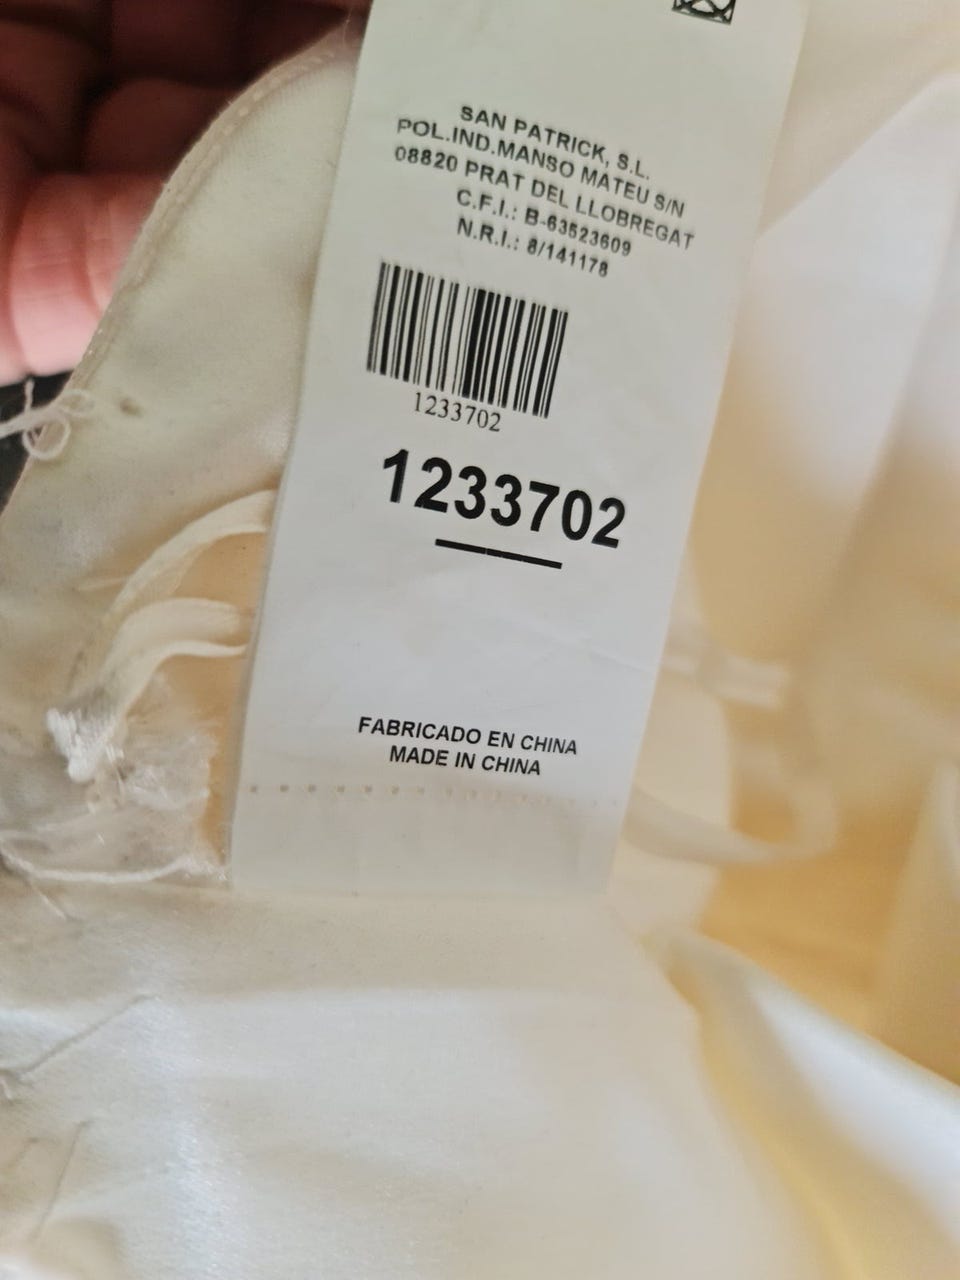 SAN PATRICK, S.L.
POL.IND.MANSO MATEU S/N
08820 PRAT DEL LLOBREGAT
C.F.I.: B-63523609
N.R.I.: 8/141178
1233702
1233702
FABRICADO EN CHINA
MADE IN CHINA